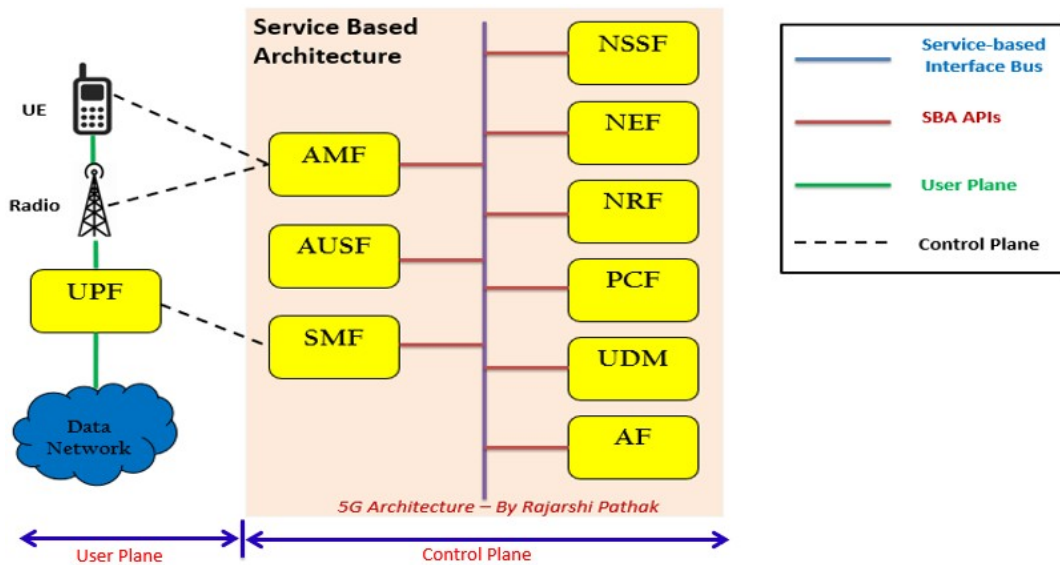 Service Based
Architecture
UE
Radio
UPF
Data
Network
AMF
AUSF
SMF
NSSF
NEF
NRF
PCF
UDM
AF
5G Architecture – By Rajarshi Pathak
User Plane
Control Plane
Service-based
Interface Bus
SBA APIs
User Plane
Control Plane